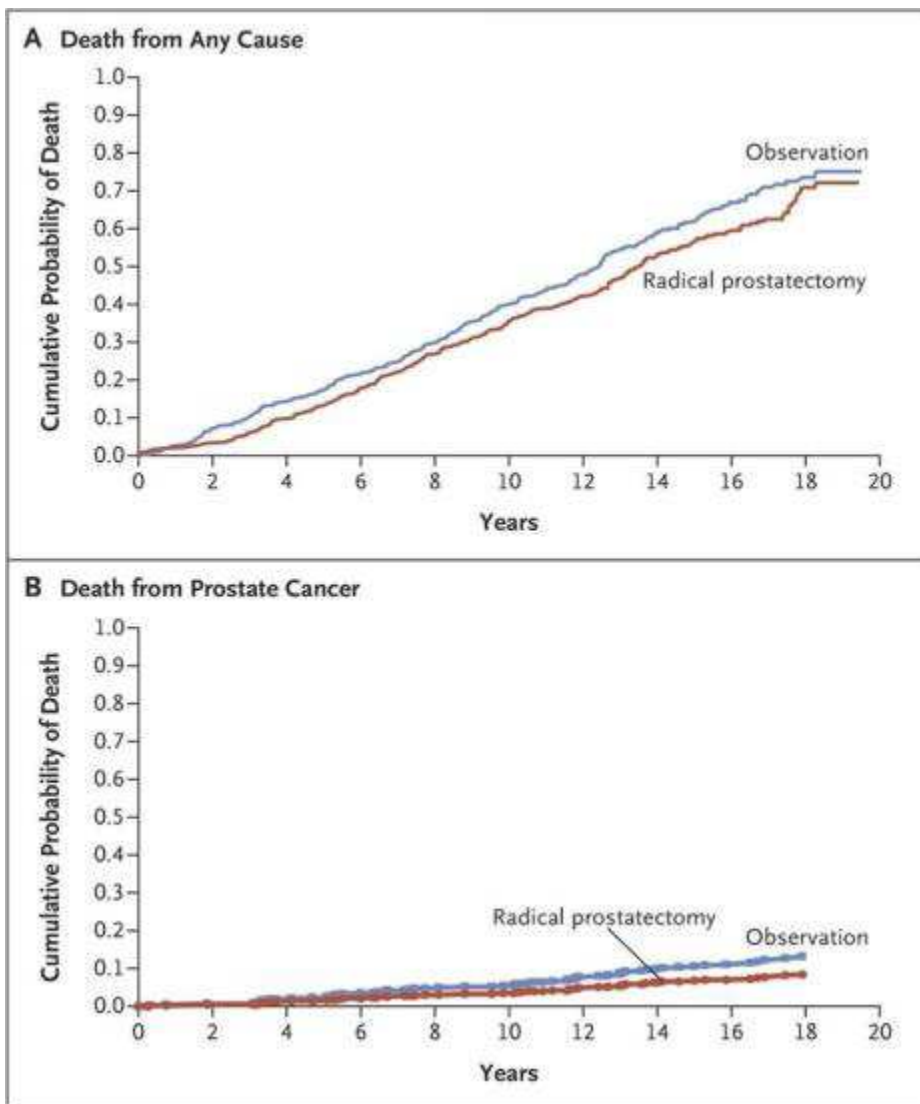 A Death from Any Cause
Cumulative Probability of Death
1.0
0.9
0.8
0.7
0.6
0.5
0.4
0.3
0.2
0.1
0.0
Observation
Radical prostatectomy
0 2 4 6 8 10 12 14 16 18 20
Years
B Death from Prostate Cancer
Cumulative Probability of Death
1.0
0.9
0.8
0.7
0.6
0.5
0.4
0.3
0.2
0.1
0.0
Radical prostatectomy
Observation
0 2 4 6 8 10 12 14 16 18 20
Years